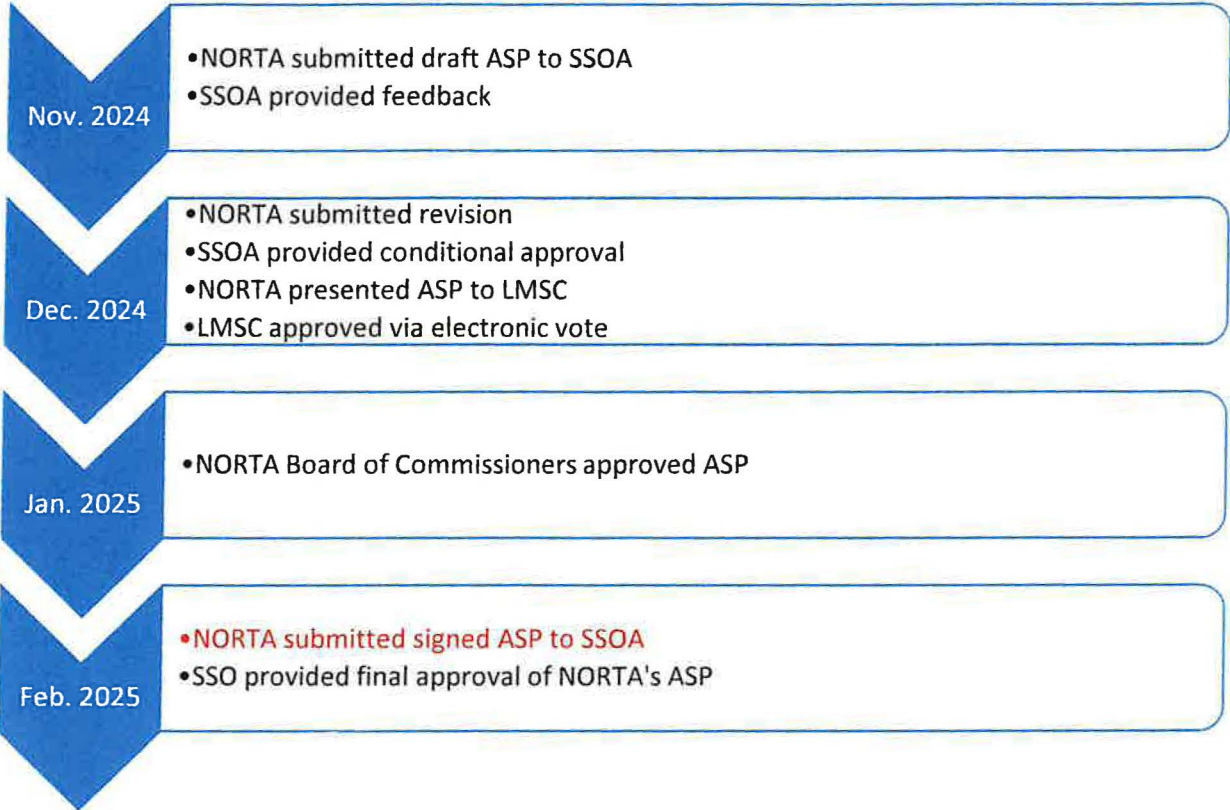 Nov. 2024
•NORTA submitted draft ASP to SSOA
•SSOA provided feedback
Dec. 2024
•NORTA submitted revision
•SSOA provided conditional approval
•NORTA presented ASP to LMSC
•LMSC approved via electronic vote
Jan. 2025
•NORTA Board of Commissioners approved ASP
Feb. 2025
•NORTA submitted signed ASP to SSOA
•SSO provided final approval of NORTA's ASP